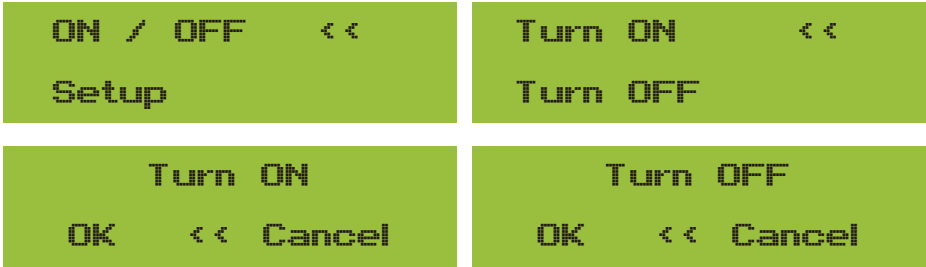 ON / OFF <<
Setup
Turn ON <<
Turn OFF
Turn ON
OK << Cancel
Turn OFF
OK << Cancel